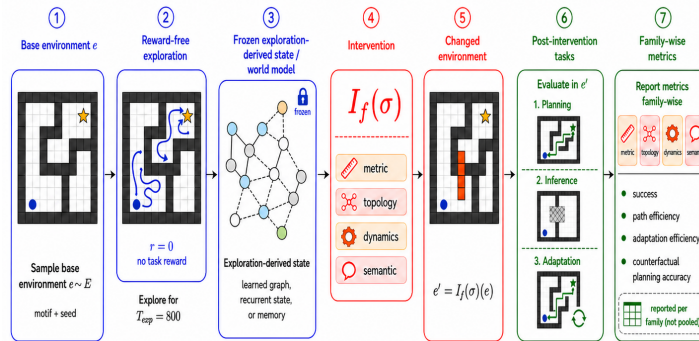 1
Base environment e
Sample base
environment e ~ E
motif + seed
2
Reward-free
exploration
r = 0
no task reward
Explore for
T_exp = 800
3
Frozen exploration-
derived state /
world model
frozen
Exploration-derived state
learned graph,
recurrent state,
or memory
4
Intervention
I_f(σ)
metric
topology
dynamics
semantic
5
Changed
environment
e′ = I_f(σ)(e)
6
Post-intervention
tasks
Evaluate in e′
1. Planning
2. Inference
3. Adaptation
7
Family-wise
metrics
Report metrics
family-wise
metric
topology
dynamics
seman
success
path efficiency
adaptation efficiency
counterfactual
planning accuracy
reported per
family (not pooled)